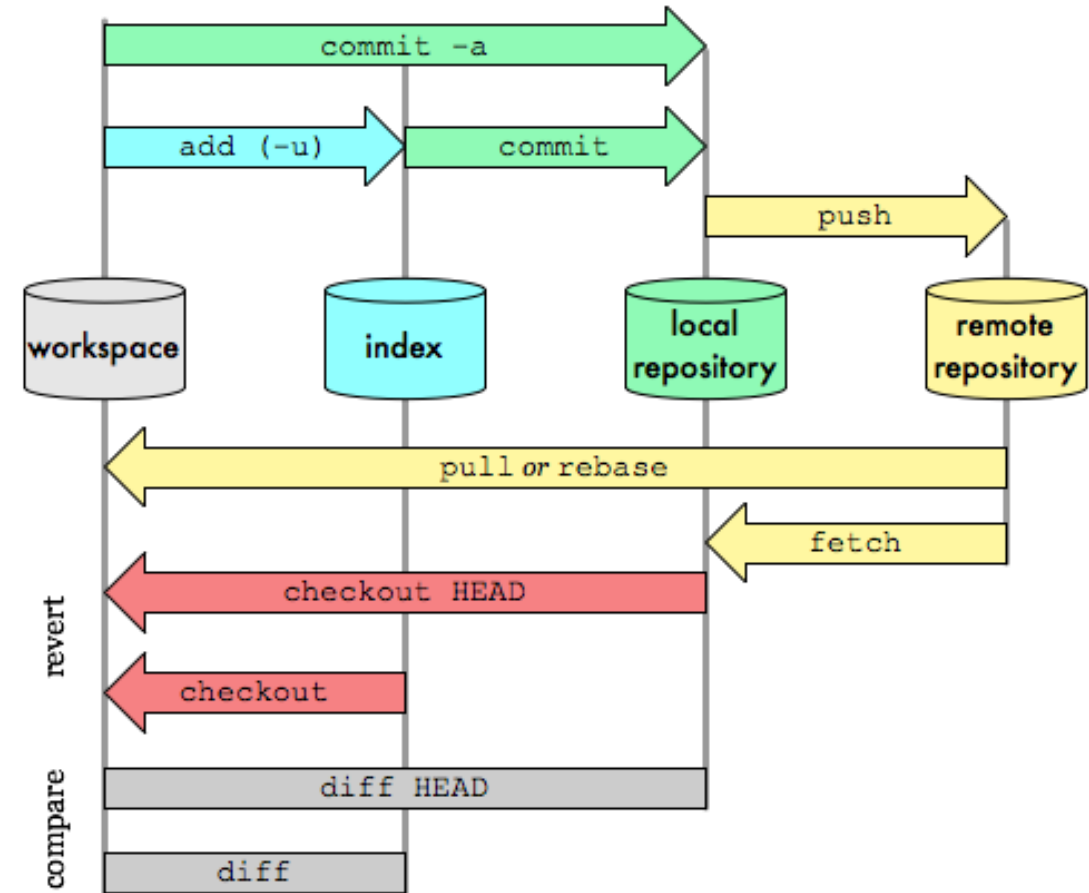 commit -a
add (-u)
commit
push
workspace
index
local
repository
remote
repository
pull or rebase
fetch
checkout HEAD
revert
checkout
diff HEAD
compare
diff